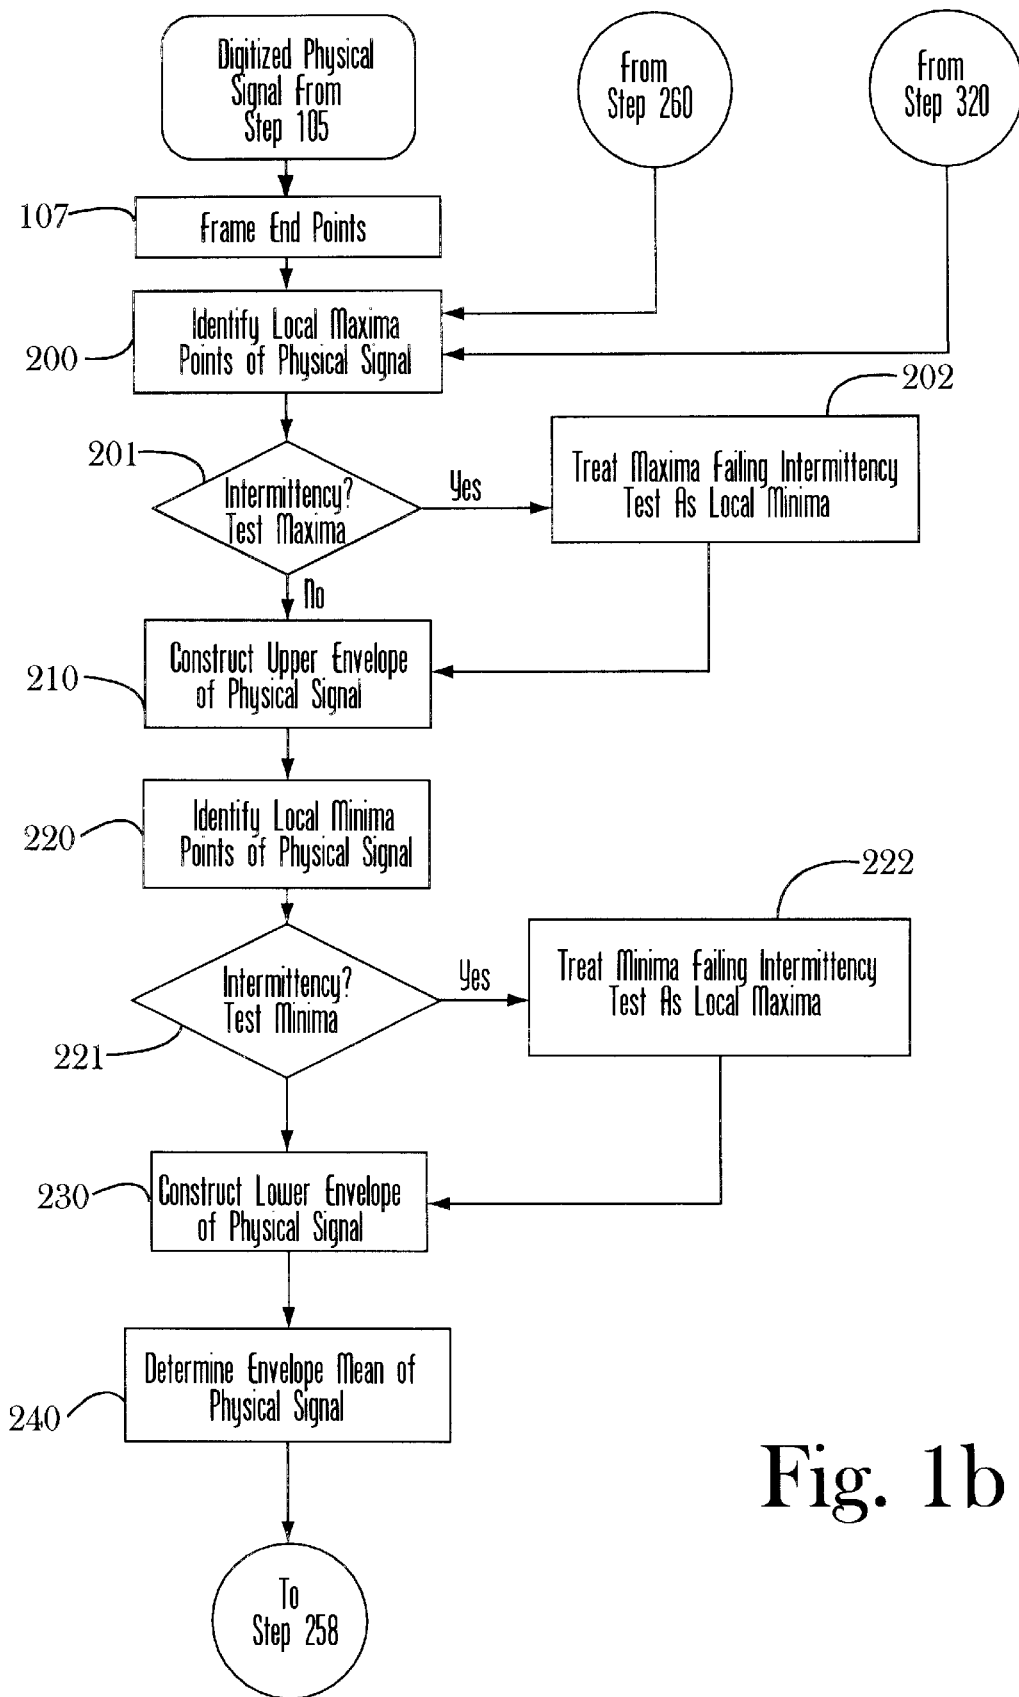 Digitized Physical
Signal From
Step 105
From
Step 260
From
Step 320
107
Frame End Points
200
Identify Local Maxima
Points of Physical Signal
202
201
Intermittency?
Test Maxima
Yes
Treat Maxima Failing Intermittency
Test As Local Minima
No
210
Construct Upper Envelope
of Physical Signal
220
Identify Local Minima
Points of Physical Signal
222
Intermittency?
Test Minima
Yes
Treat Minima Failing Intermittency
Test As Local Maxima
221
230
Construct Lower Envelope
of Physical Signal
240
Determine Envelope Mean of
Physical Signal
Fig. 1b
To
Step 258